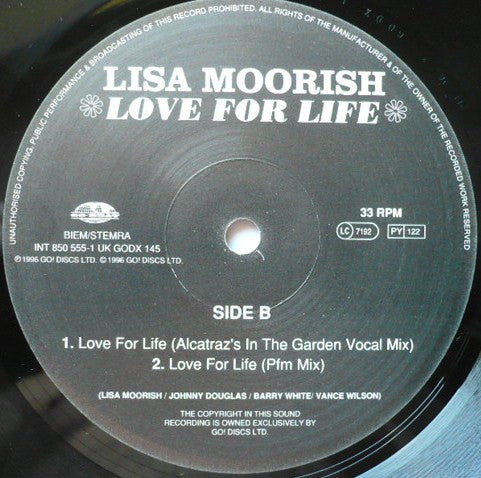 UNAUTHORISED COPYING, PUBLIC PERFORMANCE & BROADCASTING OF THIS RECORD PROHIBITED. ALL RIGHTS OF THE MANUFACTURER & OF THE OWNER OF THE RECORDED WORK RESERVED.
LISA MOORISH
LOVE FOR LIFE
BIEM/STEMRA
INT 850 555-1 UK GODX 145
℗1996 GO! DISCS LTD. ©1996 GO! DISCS LTD.
33 RPM
LC 7192 PY 122
SIDE B
1. Love For Life (Alcatraz's In The Garden Vocal Mix)
2. Love For Life (Pfm Mix)
(LISA MOORISH / JOHNNY DOUGLAS / BARRY WHITE/ VANCE WILSON)
THE COPYRIGHT IN THIS SOUND
RECORDING IS OWNED EXCLUSIVELY BY
GO! DISCS LTD.